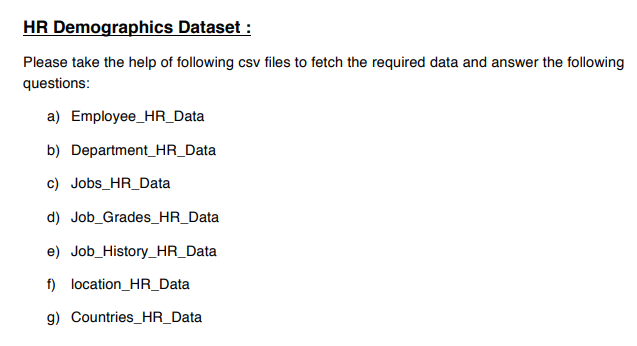 HR Demographics Dataset :
Please take the help of following csv files to fetch the required data and answer the following
questions:
a) Employee_HR_Data
b) Department_HR_Data
c) Jobs_HR_Data
d) Job_Grades_HR_Data
e) Job_History_HR_Data
f) location_HR_Data
g) Countries_HR_Data